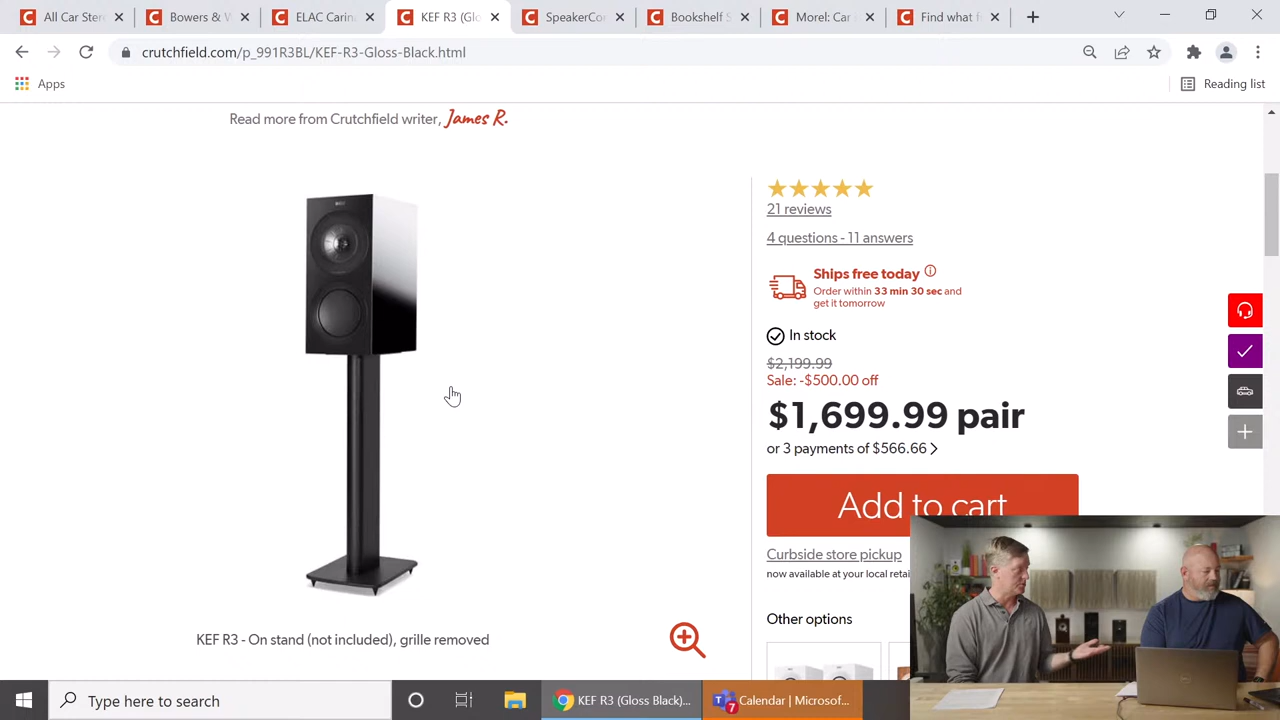 All Car Ster
Bowers & W
ELAC Carina
KEF R3 (Glo
SpeakerCo
Bookshelf S
Morel: Car
Find what f
crutchfield.com/p_991R3BL/KEF-R3-Gloss-Black.html
Apps
Reading list
Read more from Crutchfield writer, James R.
KEF
21 reviews
4 questions - 11 answers
Ships free today
Order within 33 min 30 sec and
get it tomorrow
In stock
$2,199.99
Sale: -$500.00 off
$1,699.99 pair
or 3 payments of $566.66
Add to cart
Curbside store pickup
now available at your local retai
Other options
KEF R3 - On stand (not included), grille removed
Type here to search
KEF R3 (Gloss Black)...
7
Calendar | Microsof...